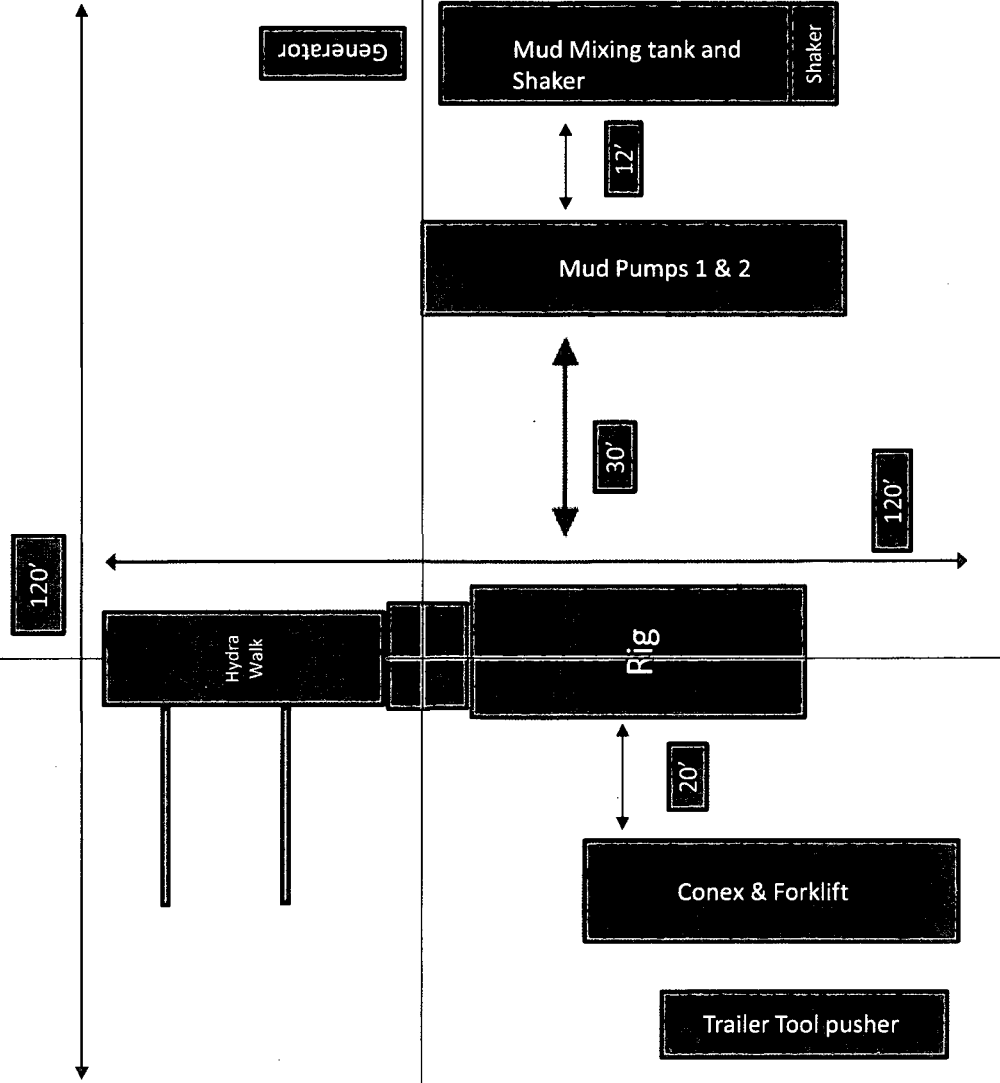 Generator
Mud Mixing tank and
Shaker
Shaker
12'
Mud Pumps 1 & 2
30'
120'
120'
Hydra
Walk
Rig
20'
Conex & Forklift
Trailer Tool pusher